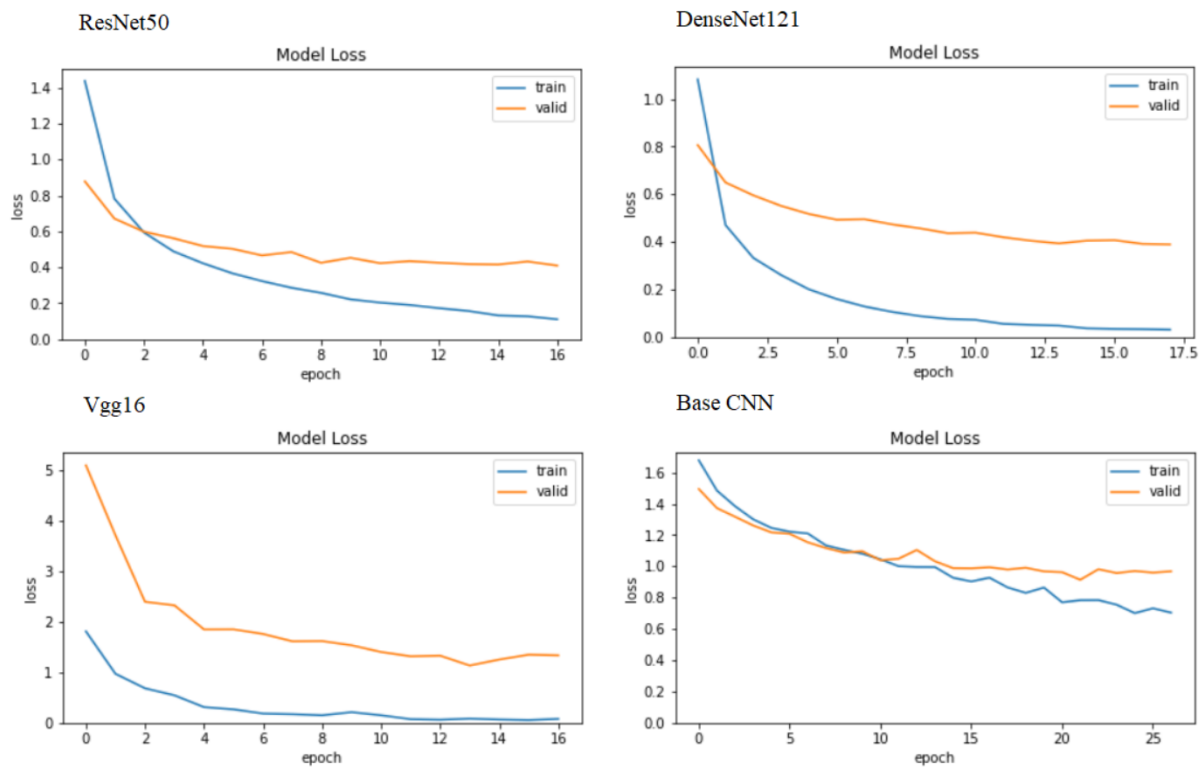 ResNet50
Model Loss
train
valid
loss
1.4
1.2
1.0
0.8
0.6
0.4
0.2
0.0
0 2 4 6 8 10 12 14 16
epoch
DenseNet121
Model Loss
train
valid
loss
1.0
0.8
0.6
0.4
0.2
0.0
0.0 2.5 5.0 7.5 10.0 12.5 15.0 17.5
epoch
Vgg16
Model Loss
train
valid
loss
5
4
3
2
1
0
0 2 4 6 8 10 12 14 16
epoch
Base CNN
Model Loss
train
valid
loss
1.6
1.4
1.2
1.0
0.8
0.6
0.4
0.2
0.0
0 5 10 15 20 25
epoch